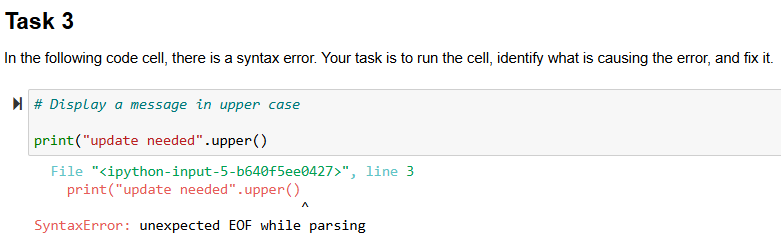 Task 3
In the following code cell, there is a syntax error. Your task is to run the cell, identify what is causing the error, and fix it.
# Display a message in upper case
print("update needed".upper()
File "<ipython-input-5-b640f5ee0427>", line 3
print("update needed".upper()
^
SyntaxError: unexpected EOF while parsing